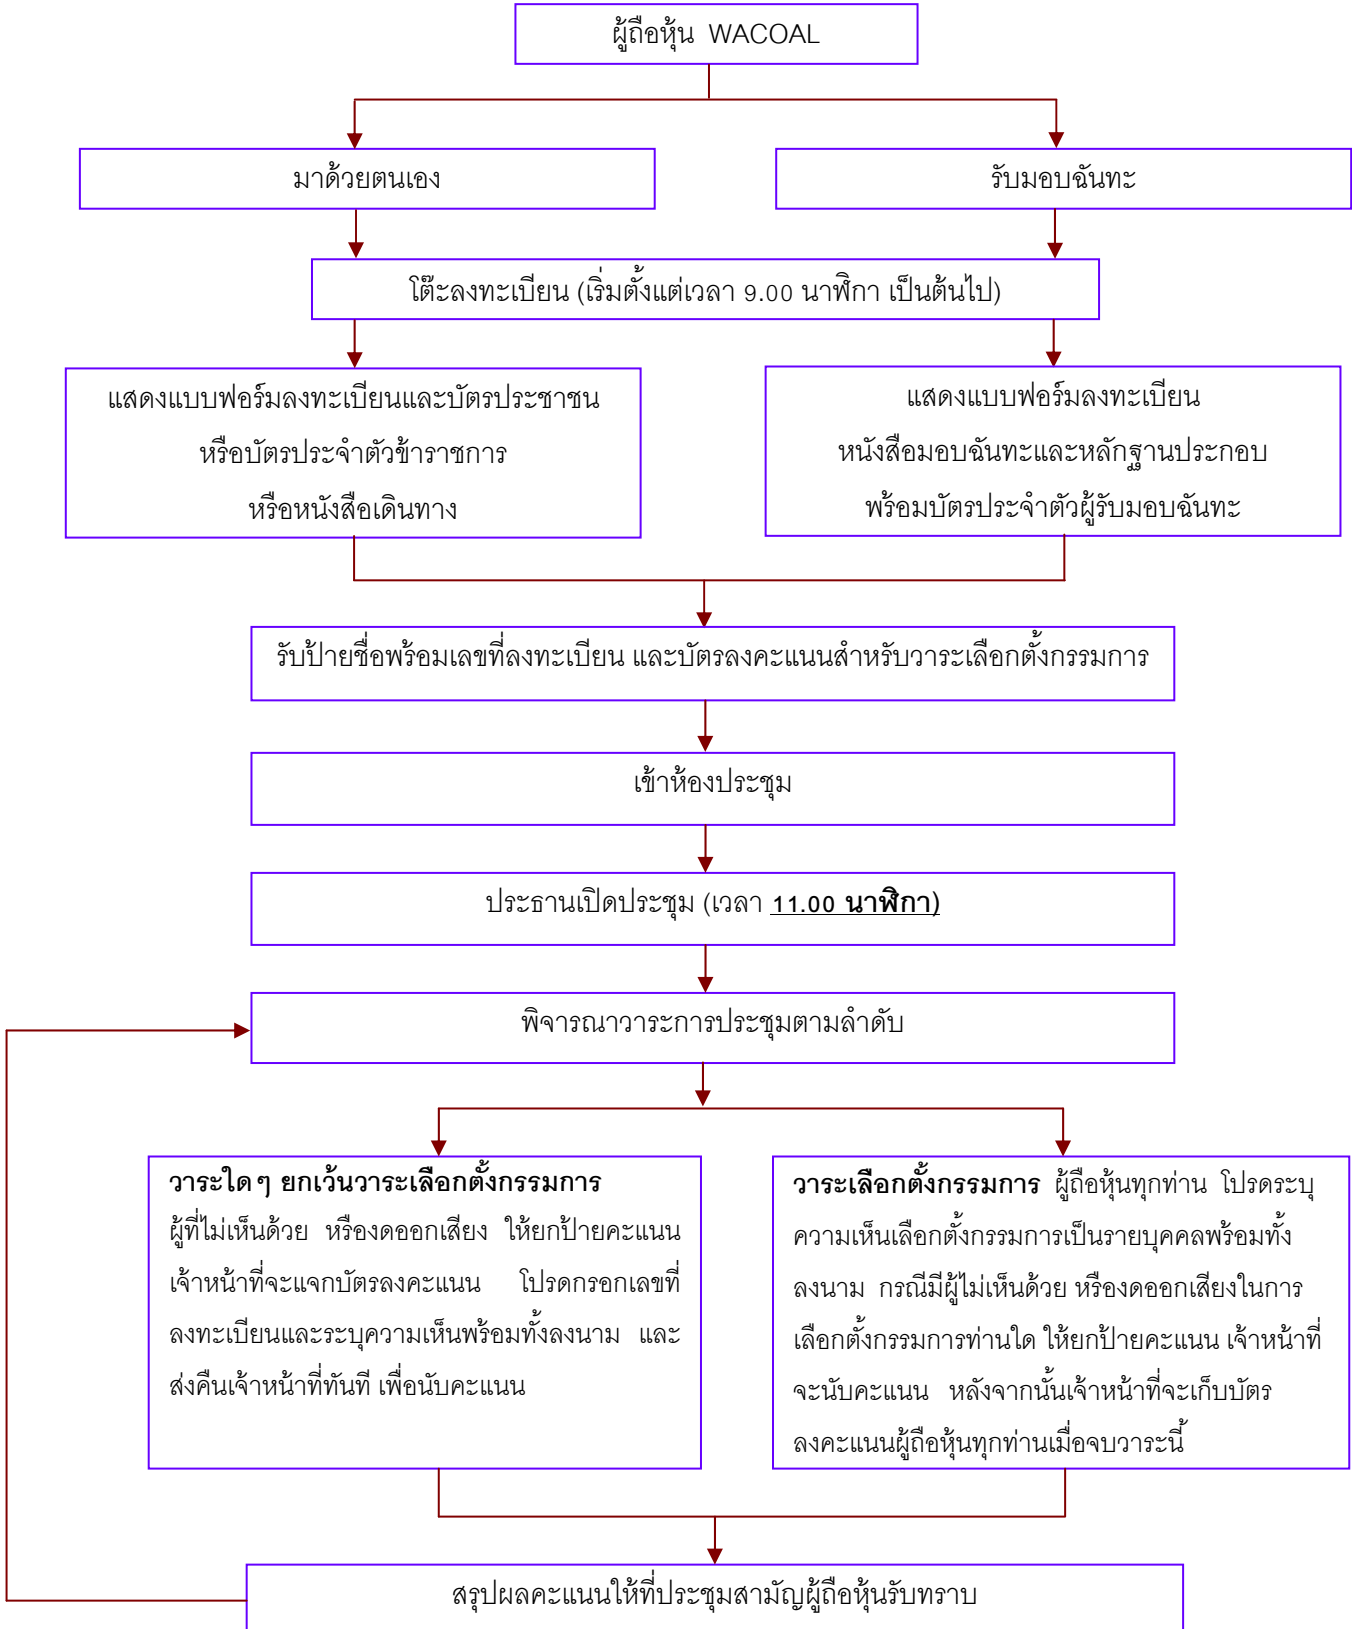 ผู้ถือหุ้น WACOAL
มาด้วยตนเอง
รับมอบฉันทะ
โต๊ะลงทะเบียน (เริ่มตั้งแต่เวลา 9.00 นาฬิกา เป็นต้นไป)
แสดงแบบฟอร์มลงทะเบียนและบัตรประชาชน
หรือบัตรประจำตัวข้าราชการ
หรือหนังสือเดินทาง
แสดงแบบฟอร์มลงทะเบียน
หนังสือมอบฉันทะและหลักฐานประกอบ
พร้อมบัตรประจำตัวผู้รับมอบฉันทะ
รับป้ายชื่อพร้อมเลขที่ลงทะเบียน และบัตรลงคะแนนสำหรับวาระเลือกตั้งกรรมการ
เข้าห้องประชุม
ประธานเปิดประชุม (เวลา 11.00 นาฬิกา)
พิจารณาวาระการประชุมตามลำดับ
วาระใด ๆ ยกเว้นวาระเลือกตั้งกรรมการ
ผู้ที่ไม่เห็นด้วย หรืองดออกเสียง ให้ยกป้ายคะแนน
เจ้าหน้าที่จะแจกบัตรลงคะแนน โปรดกรอกเลขที่
ลงทะเบียนและระบุความเห็นพร้อมทั้งลงนาม และ
ส่งคืนเจ้าหน้าที่ทันที เพื่อนับคะแนน
วาระเลือกตั้งกรรมการ ผู้ถือหุ้นทุกท่าน โปรดระบุ
ความเห็นเลือกตั้งกรรมการเป็นรายบุคคลพร้อมทั้ง
ลงนาม กรณีมีผู้ไม่เห็นด้วย หรืองดออกเสียงในการ
เลือกตั้งกรรมการท่านใด ให้ยกป้ายคะแนน เจ้าหน้าที่
จะนับคะแนน หลังจากนั้นเจ้าหน้าที่จะเก็บบัตร
ลงคะแนนผู้ถือหุ้นทุกท่านเมื่อจบวาระนี้
สรุปผลคะแนนให้ที่ประชุมสามัญผู้ถือหุ้นรับทราบ